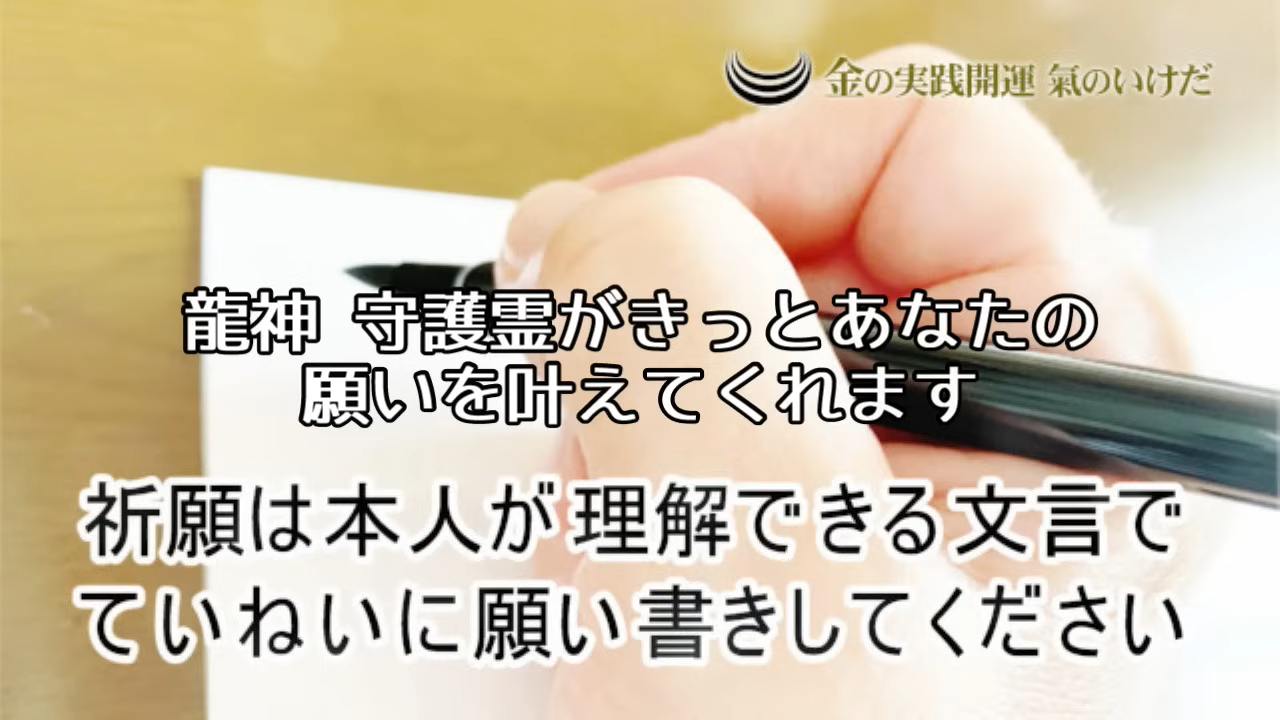 金の実践開運 氣のいけだ
龍神 守護霊がきっとあなたの
願いを叶えてくれます
祈願は本人が理解できる文言で
ていねいに願い書きしてください